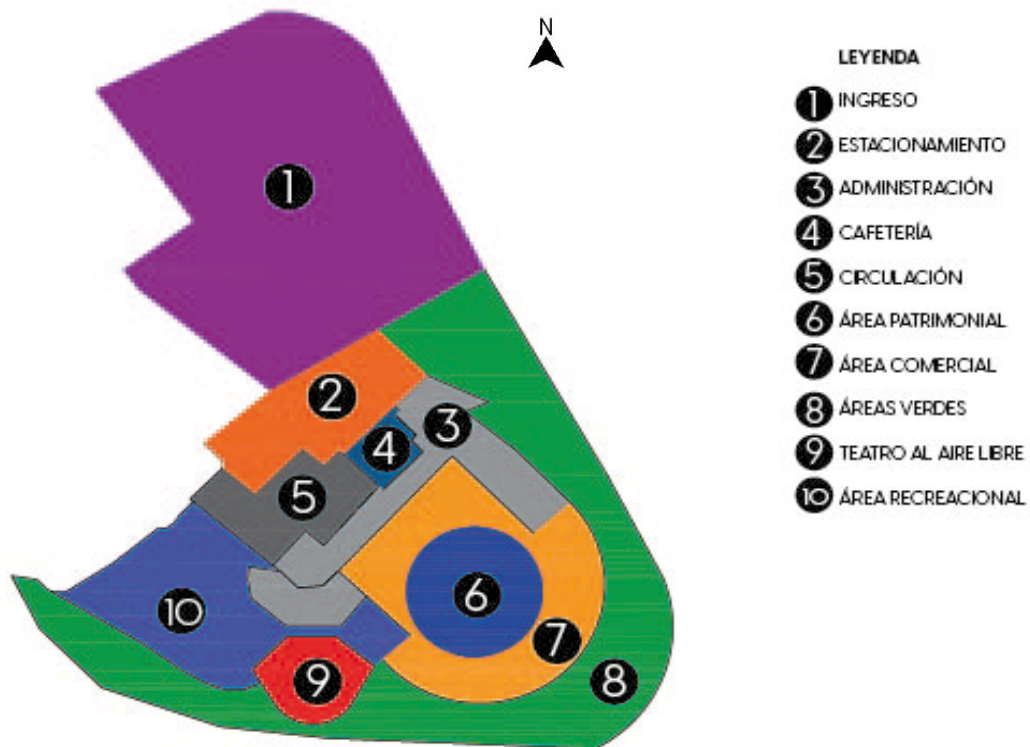 N
LEYENDA
1 INGRESO
2 ESTACIONAMIENTO
3 ADMINISTRACIÓN
4 CAFETERÍA
5 CIRCULACIÓN
6 ÁREA PATRIMONIAL
7 ÁREA COMERCIAL
8 ÁREAS VERDES
9 TEATRO AL AIRE LIBRE
10 ÁREA RECREACIONAL
1
2
3
4
5
6
10
7
9
8